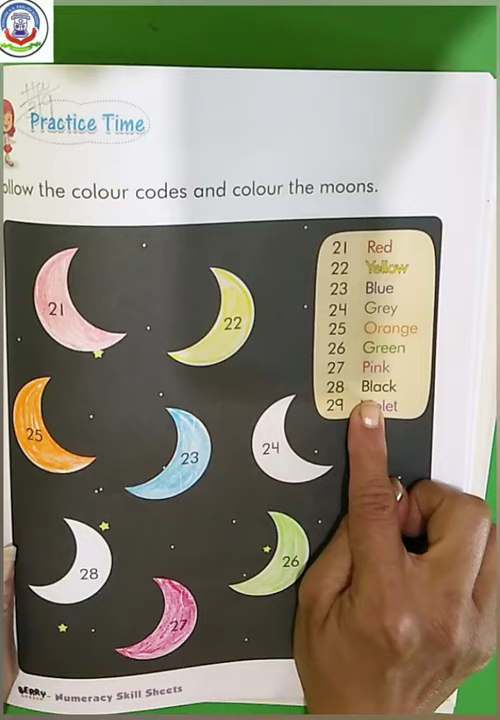 Practice Time
ollow the colour codes and colour the moons.
21 Red
22 Yellow
23 Blue
24 Grey
25 Orange
26 Green
27 Pink
28 Black
29 olet
21
22
25
23
24
28
26
27
BERRY Numeracy Skill Sheets